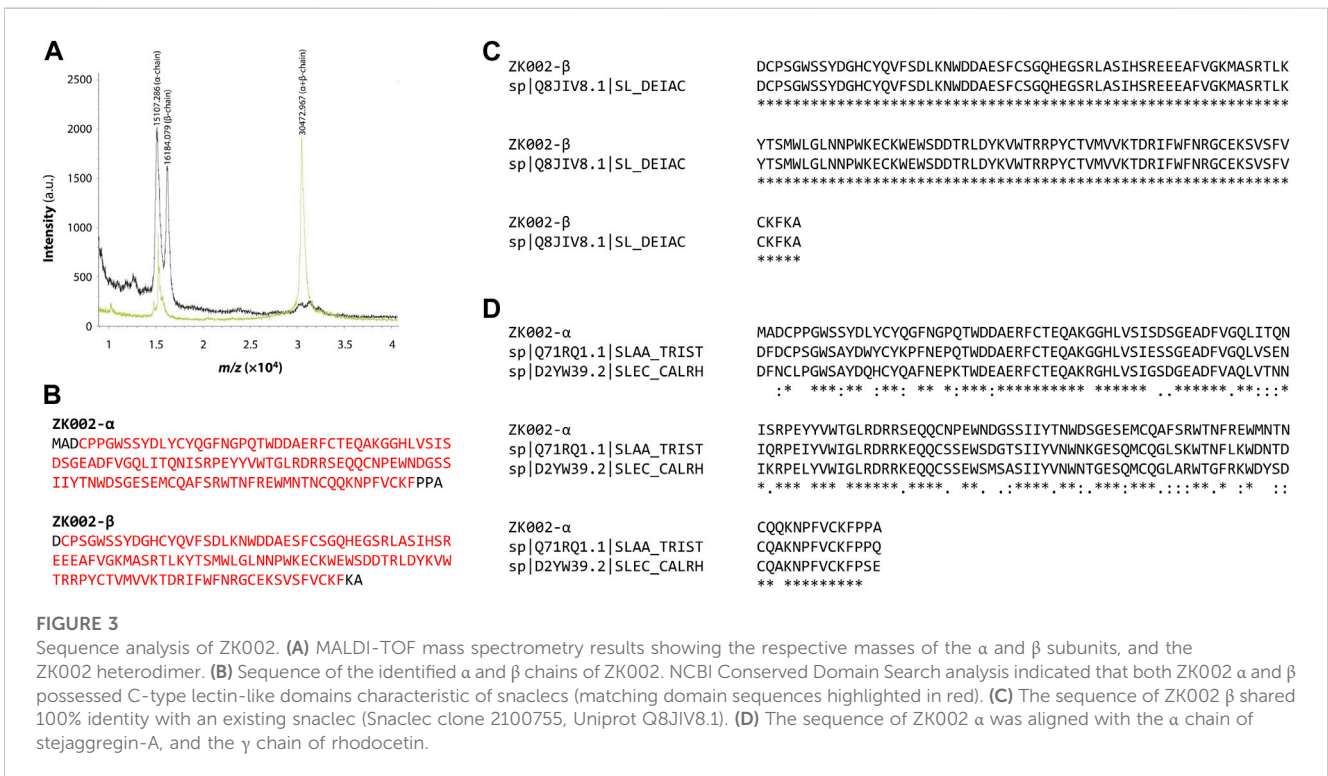 A
2500
2000
1500
1000
500
0
Intensity (a.u.)
15107.286 (α-chain)
16184.079 (β-chain)
30472.967 (α+β-chain)
1 1.5 2 2.5 3 3.5 4
m/z (×10⁴)
B
ZK002-α
MADCPPGWSSYDLYCYQGFNGPQTWDDAERFCTEQAKGGHLVSIS
DSGEADFVGQLITQNISRPEYYVWTGLRDRRSEQQCNPEWNDGSS
IIYTNWDSGESEMCQAFSRWTNFREWMNTNCQQKNPFVCKFPPA
ZK002-β
DCPSGWSSYDGHCYQVFSDLKNWDDAESFCSGQHEGSRLASIHSR
EEEAFVGKMASRTLKYTSMWLGLNNPWKECKWEWSDDTRLDYKVW
TRRPYCTVMVVKTDRIFWFNRGCEKSVSFVCKFKA
C
ZK002-β DCPSGWSSYDGHCYQVFSDLKNWDDAESFCSGQHEGSRLASIHSREEEAFVGKMASRTLK
sp|Q8JIV8.1|SL_DEIAC DCPSGWSSYDGHCYQVFSDLKNWDDAESFCSGQHEGSRLASIHSREEEAFVGKMASRTLK
************************************************************
ZK002-β YTSMWLGLNNPWKECKWEWSDDTRLDYKVWTRRPYCTVMVVKTDRIFWFNRGCEKSVSFV
sp|Q8JIV8.1|SL_DEIAC YTSMWLGLNNPWKECKWEWSDDTRLDYKVWTRRPYCTVMVVKTDRIFWFNRGCEKSVSFV
************************************************************
ZK002-β CKFKA
sp|Q8JIV8.1|SL_DEIAC CKFKA
*****
D
ZK002-α MADCPPGWSSYDLYCYQGFNGPQTWDDAERFCTEQAKGGHLVSISDSGEADFVGQLITQN
sp|Q71RQ1.1|SLAA_TRIST DFDCPSGWSAYDWYCYKPFNEPQTWDDAERFCTEQAKGGHLVSIESSGEADFVGQLVSEN
sp|D2YW39.2|SLEC_CALRH DFNCLPGWSAYDQHCYQAFNEPKTWDEAERFCTEQAKRGHLVSIGSDGEADFVAQLVTNN
:* ***:** :**: ** *:***:********** ****** ..******.**:::*
ZK002-α ISRPEYYVWTGLRDRRSEQQCNPEWNDGSSIIYTNWDSGESEMCQAFSRWTNFREWMNTN
sp|Q71RQ1.1|SLAA_TRIST IQRPEIYVWIGLRDRRKEQQCSSEWSDGTSIIYVNWNKGESQMCQGLSKWTNFLKWDNTD
sp|D2YW39.2|SLEC_CALRH IKRPELYVWIGLRDRRKEQQCSSEWSMSASIIYVNWNTGESQMCQGLARWTGFRKWDYSD
*.*** *** ******.****. **. .:****.**:.***:***.:::**.* :* ::
ZK002-α CQQKNPFVCKFPPA
sp|Q71RQ1.1|SLAA_TRIST CQAKNPFVCKFPPQ
sp|D2YW39.2|SLEC_CALRH CQAKNPFVCKFPSE
** *********
FIGURE 3
Sequence analysis of ZK002. (A) MALDI-TOF mass spectrometry results showing the respective masses of the α and β subunits, and the
ZK002 heterodimer. (B) Sequence of the identified α and β chains of ZK002. NCBI Conserved Domain Search analysis indicated that both ZK002 α and β
possessed C-type lectin-like domains characteristic of snaclecs (matching domain sequences highlighted in red). (C) The sequence of ZK002 β shared
100% identity with an existing snaclec (Snaclec clone 2100755, Uniprot Q8JIV8.1). (D) The sequence of ZK002 α was aligned with the α chain of
stejaggregin-A, and the γ chain of rhodocetin.